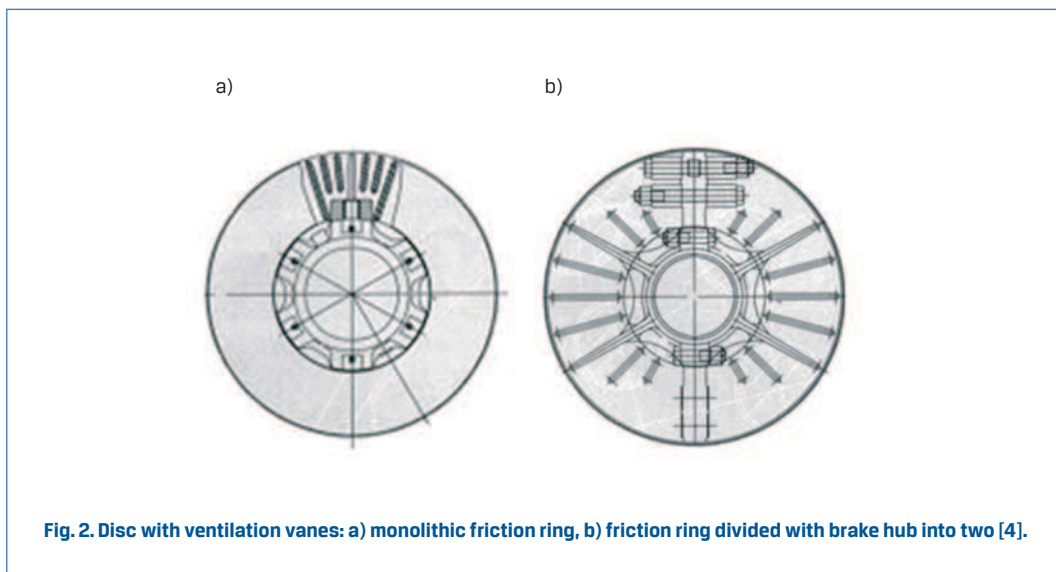 a)
b)
Fig. 2. Disc with ventilation vanes: a) monolithic friction ring, b) friction ring divided with brake hub into two [4].